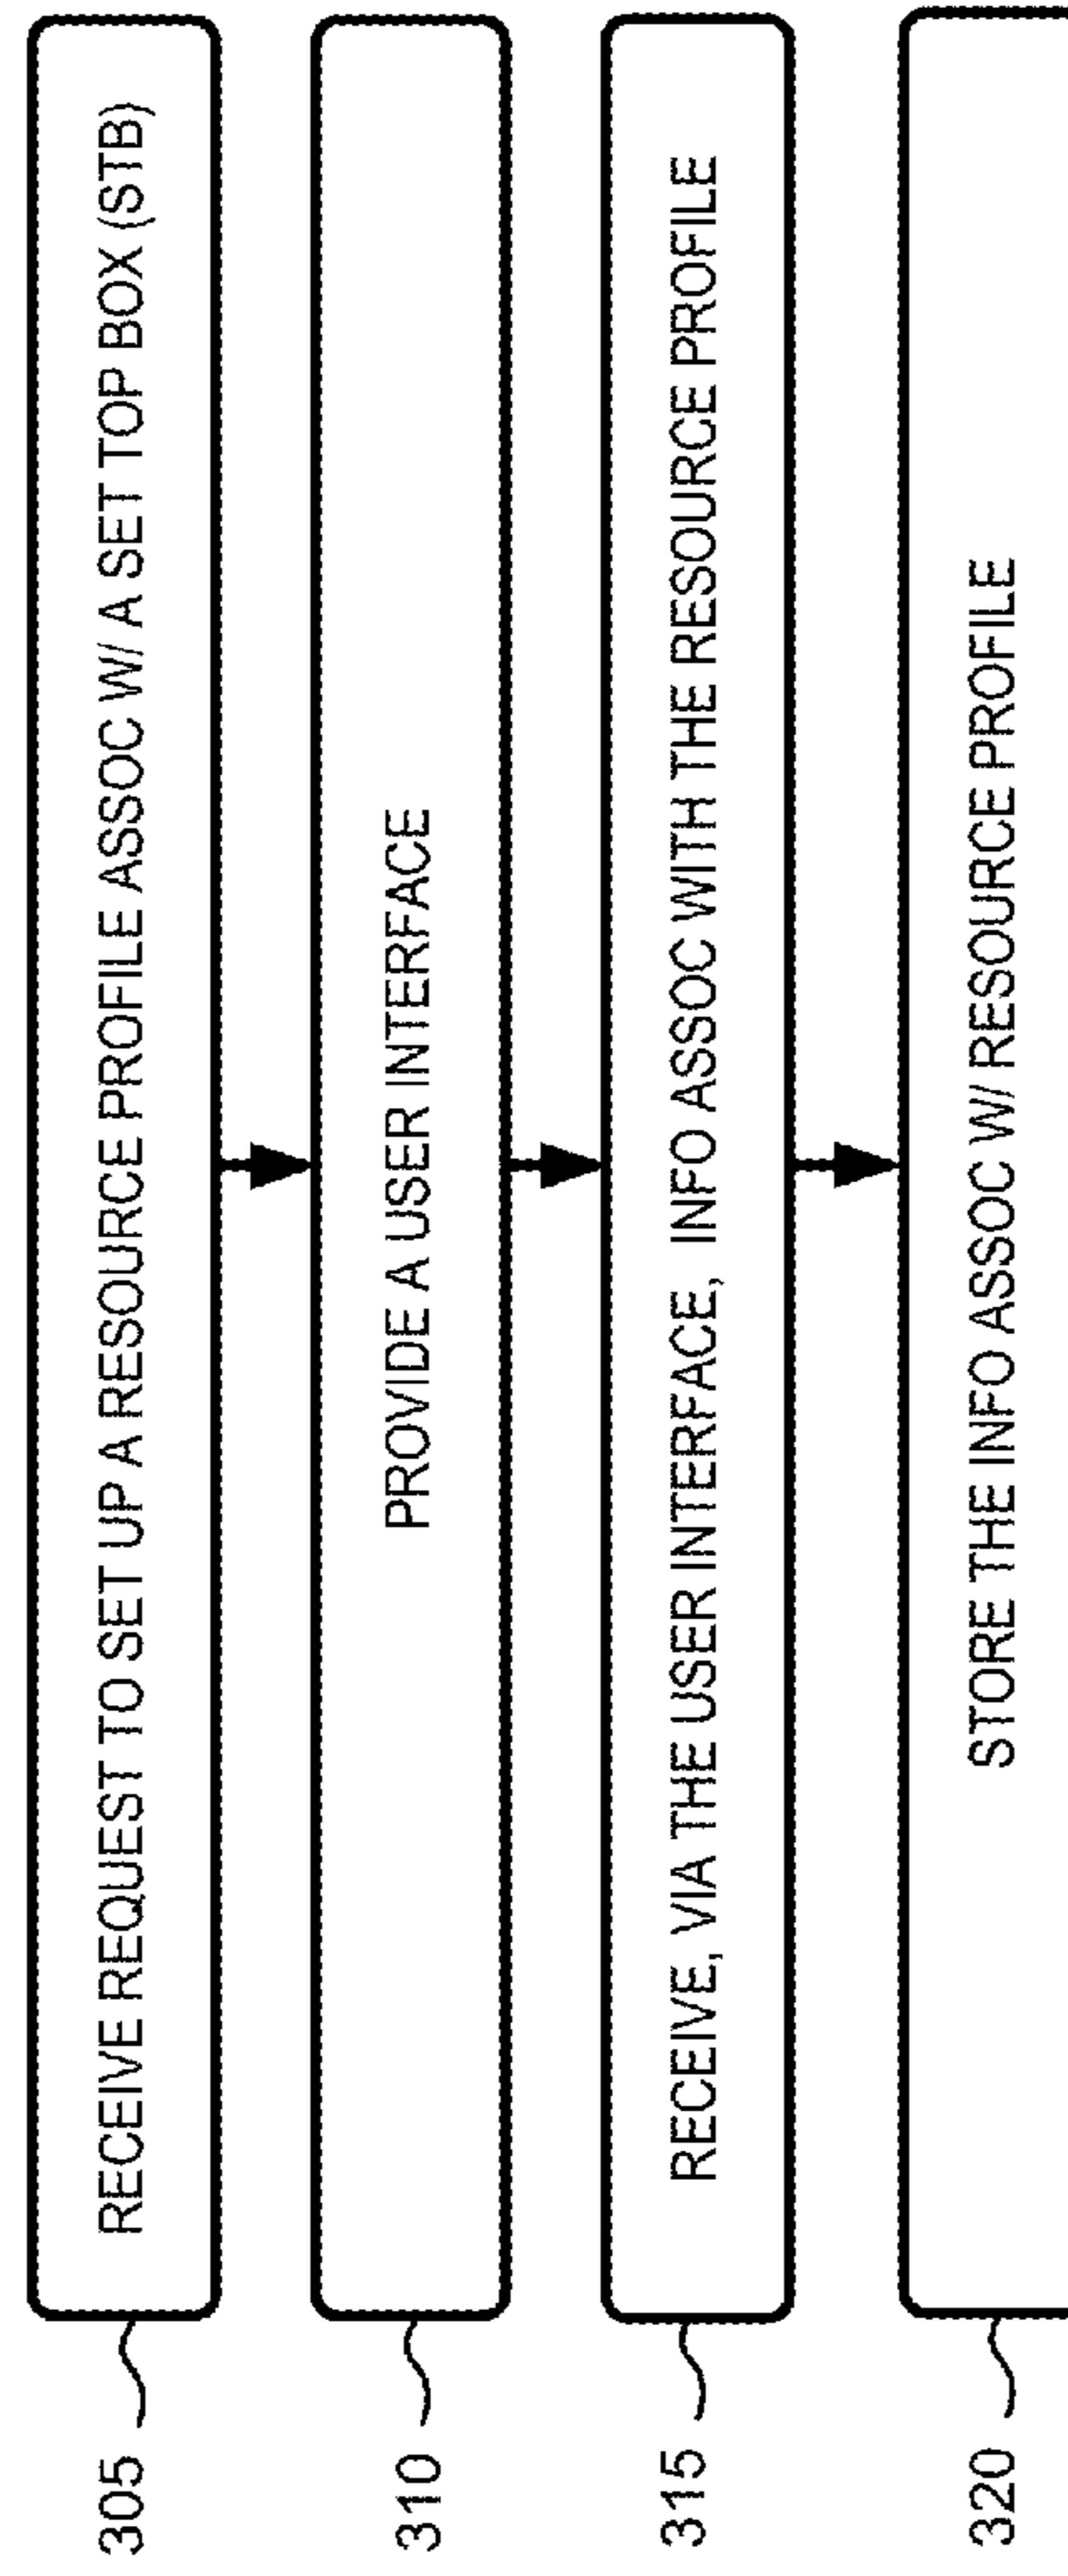 305
RECEIVE REQUEST TO SET UP A RESOURCE PROFILE ASSOC W/ A SET TOP BOX (STB)
310
PROVIDE A USER INTERFACE
315
RECEIVE, VIA THE USER INTERFACE, INFO ASSOC WITH THE RESOURCE PROFILE
320
STORE THE INFO ASSOC W/ RESOURCE PROFILE